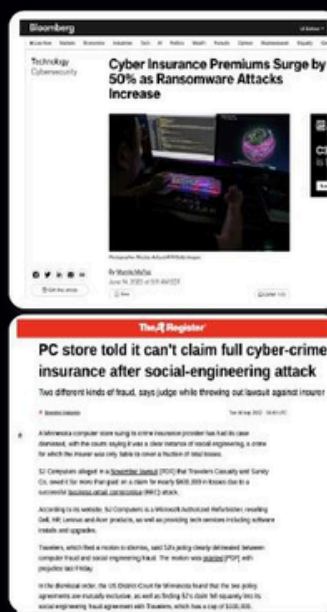 Bloomberg
Technology
Cybersecurity
Cyber Insurance Premiums Surge by
50% as Ransomware Attacks
Increase
By
June
The Register
PC store told it can't claim full cyber-crime
insurance after social-engineering attack
Two different kinds of fraud, says judge while throwing out lawsuit against insurer
A Minnesota computer store suing its crime insurance provider has had its case
dismissed, with the courts saying it was a clear instance of social engineering, a crime
for which the insurer was only liable to cover a fraction of total losses.
SJ Computers alleged in a November lawsuit [PDF] that Travelers Casualty and Surety
Co. owed it far more than paid on a claim for nearly $600,000 in losses due to a
successful business email compromise (BEC) attack.
According to its website, SJ Computers is a Microsoft Authorized Refurbisher, reselling
Dell, HP, Lenovo and Acer products, as well as providing tech services including software
installs and upgrades.
Travelers, which filed a motion to dismiss, said SJ's policy clearly delineated between
computer fraud and social engineering fraud. The motion was granted [PDF] with
prejudice last Friday.
In the dismissal order, the US District Court for Minnesota found that the two policy
agreements are mutually exclusive, as well as finding SJ's claim fell squarely into its
social engineering fraud agreement with Travelers, which has a cap of $100,000.